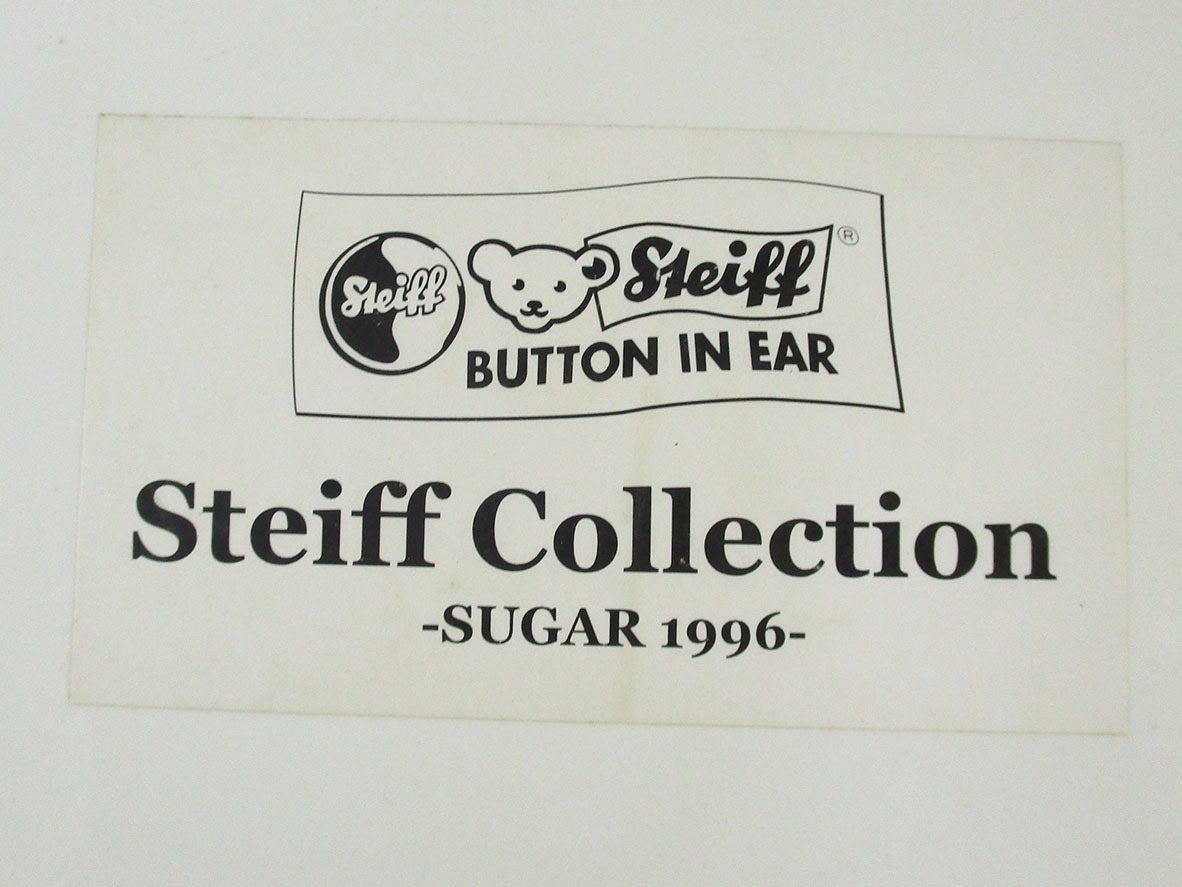 Steiff
Steiff ®
BUTTON IN EAR
Steiff Collection
-SUGAR 1996-